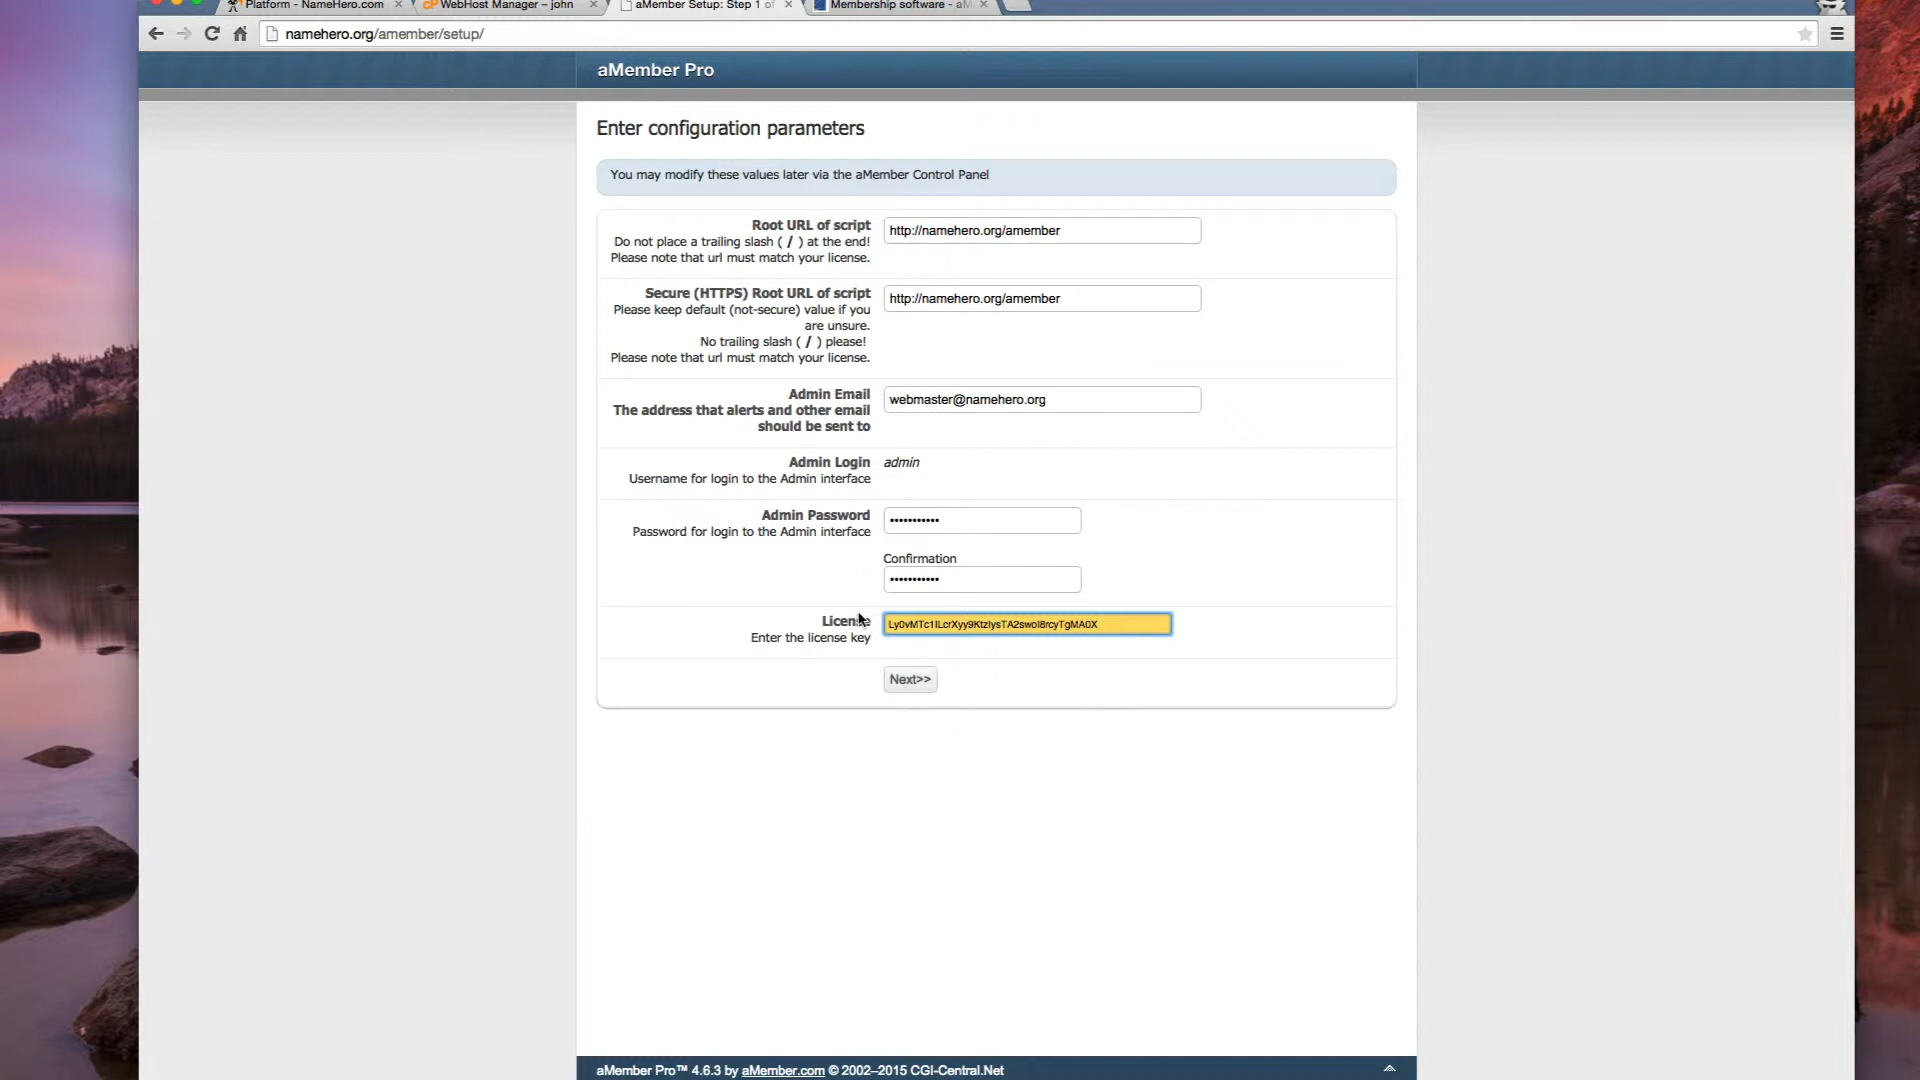 Platform - NameHero.com
cP WebHost Manager – john
aMember Setup: Step 1 of
Membership software - aM
namehero.org/amember/setup/
aMember Pro
Enter configuration parameters
You may modify these values later via the aMember Control Panel
Root URL of script
Do not place a trailing slash ( / ) at the end!
Please note that url must match your license.
http://namehero.org/amember
Secure (HTTPS) Root URL of script
Please keep default (not-secure) value if you
are unsure.
No trailing slash ( / ) please!
Please note that url must match your license.
http://namehero.org/amember
Admin Email
The address that alerts and other email
should be sent to
webmaster@namehero.org
Admin Login
Username for login to the Admin interface
admin
Admin Password
Password for login to the Admin interface
•••••••••••
Confirmation
•••••••••••
License
Enter the license key
Next>>
aMember Pro™ 4.6.3 by aMember.com © 2002–2015 CGI-Central.Net